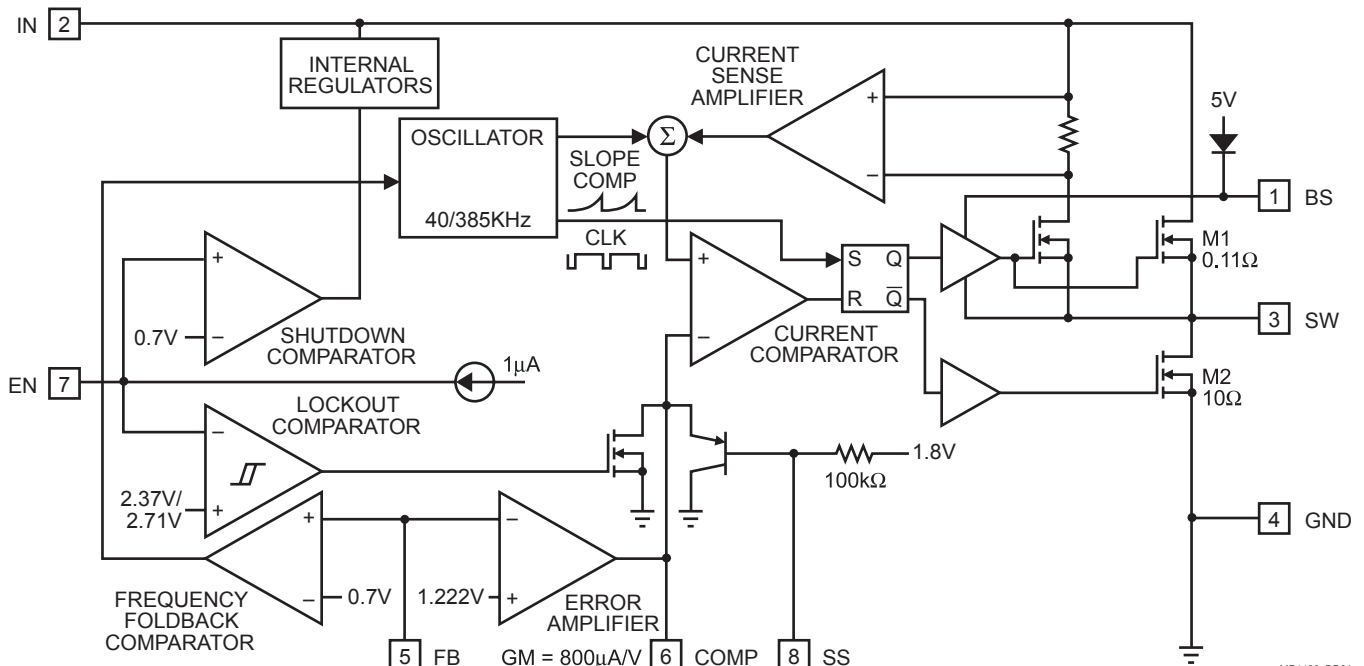 IN 2
INTERNAL
REGULATORS
OSCILLATOR
40/385KHz
Σ
SLOPE
COMP
CLK
CURRENT
SENSE
AMPLIFIER
+
–
5V
1 BS
M1
0.11Ω
3 SW
M2
10Ω
4 GND
+
–
0.7V
SHUTDOWN
COMPARATOR
EN 7
1μA
LOCKOUT
COMPARATOR
–
+
2.37V/
2.71V
+
–
CURRENT
COMPARATOR
S Q
R Q̅
1.8V
100kΩ
+
–
0.7V
FREQUENCY
FOLDBACK
COMPARATOR
–
+
1.222V
ERROR
AMPLIFIER
5 FB
GM = 800μA/V
6 COMP
8 SS